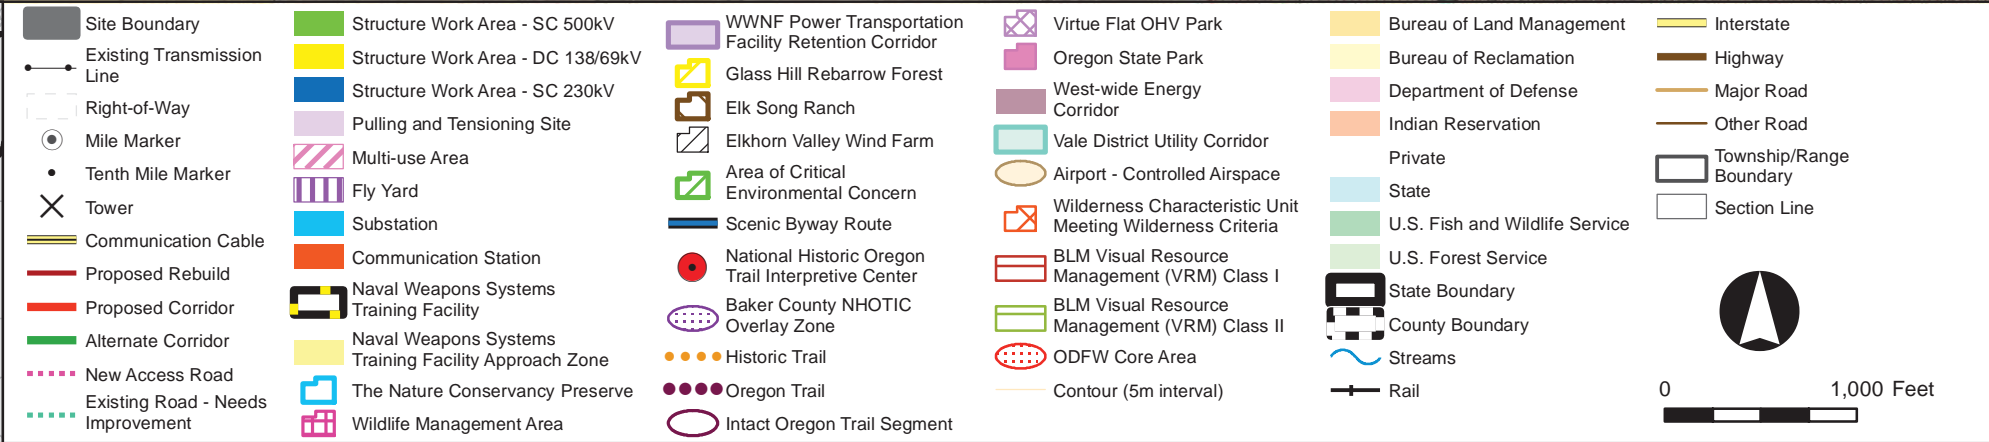 Site Boundary
Existing Transmission
Line
Right-of-Way
Mile Marker
Tenth Mile Marker
Tower
Communication Cable
Proposed Rebuild
Proposed Corridor
Alternate Corridor
New Access Road
Existing Road - Needs
Improvement
Structure Work Area - SC 500kV
Structure Work Area - DC 138/69kV
Structure Work Area - SC 230kV
Pulling and Tensioning Site
Multi-use Area
Fly Yard
Substation
Communication Station
Naval Weapons Systems
Training Facility
Naval Weapons Systems
Training Facility Approach Zone
The Nature Conservancy Preserve
Wildlife Management Area
WWNF Power Transportation
Facility Retention Corridor
Glass Hill Rebarrow Forest
Elk Song Ranch
Elkhorn Valley Wind Farm
Area of Critical
Environmental Concern
Scenic Byway Route
National Historic Oregon
Trail Interpretive Center
Baker County NHOTIC
Overlay Zone
Historic Trail
Oregon Trail
Intact Oregon Trail Segment
Virtue Flat OHV Park
Oregon State Park
West-wide Energy
Corridor
Vale District Utility Corridor
Airport - Controlled Airspace
Wilderness Characteristic Unit
Meeting Wilderness Criteria
BLM Visual Resource
Management (VRM) Class I
BLM Visual Resource
Management (VRM) Class II
ODFW Core Area
Contour (5m interval)
Bureau of Land Management
Bureau of Reclamation
Department of Defense
Indian Reservation
Private
State
U.S. Fish and Wildlife Service
U.S. Forest Service
State Boundary
County Boundary
Streams
Rail
Interstate
Highway
Major Road
Other Road
Township/Range
Boundary
Section Line
0 1,000 Feet